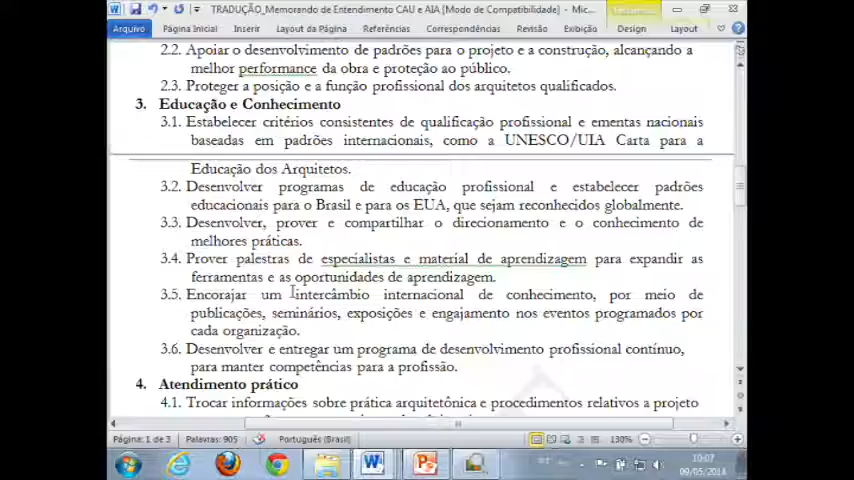 TRADUÇÃO_Memorando de Entendimento CAU e AIA [Modo de Compatibilidade] - Mic...
Arquivo Página Inicial Inserir Layout da Página Referências Correspondências Revisão Exibição Design Layout
2.2. Apoiar o desenvolvimento de padrões para o projeto e a construção, alcançando a
melhor performance da obra e proteção ao público.
2.3. Proteger a posição e a função profissional dos arquitetos qualificados.
3. Educação e Conhecimento
3.1. Estabelecer critérios consistentes de qualificação profissional e ementas nacionais
baseadas em padrões internacionais, como a UNESCO/UIA Carta para a
Educação dos Arquitetos.
3.2. Desenvolver programas de educação profissional e estabelecer padrões
educacionais para o Brasil e para os EUA, que sejam reconhecidos globalmente.
3.3. Desenvolver, prover e compartilhar o direcionamento e o conhecimento de
melhores práticas.
3.4. Prover palestras de especialistas e material de aprendizagem para expandir as
ferramentas e as oportunidades de aprendizagem.
3.5. Encorajar um intercâmbio internacional de conhecimento, por meio de
publicações, seminários, exposições e engajamento nos eventos programados por
cada organização.
3.6. Desenvolver e entregar um programa de desenvolvimento profissional contínuo,
para manter competências para a profissão.
4. Atendimento prático
4.1. Trocar informações sobre prática arquitetônica e procedimentos relativos a projeto
Página: 1 de 3 Palavras: 905 Português (Brasil) 130%
10:07
09/05/2014